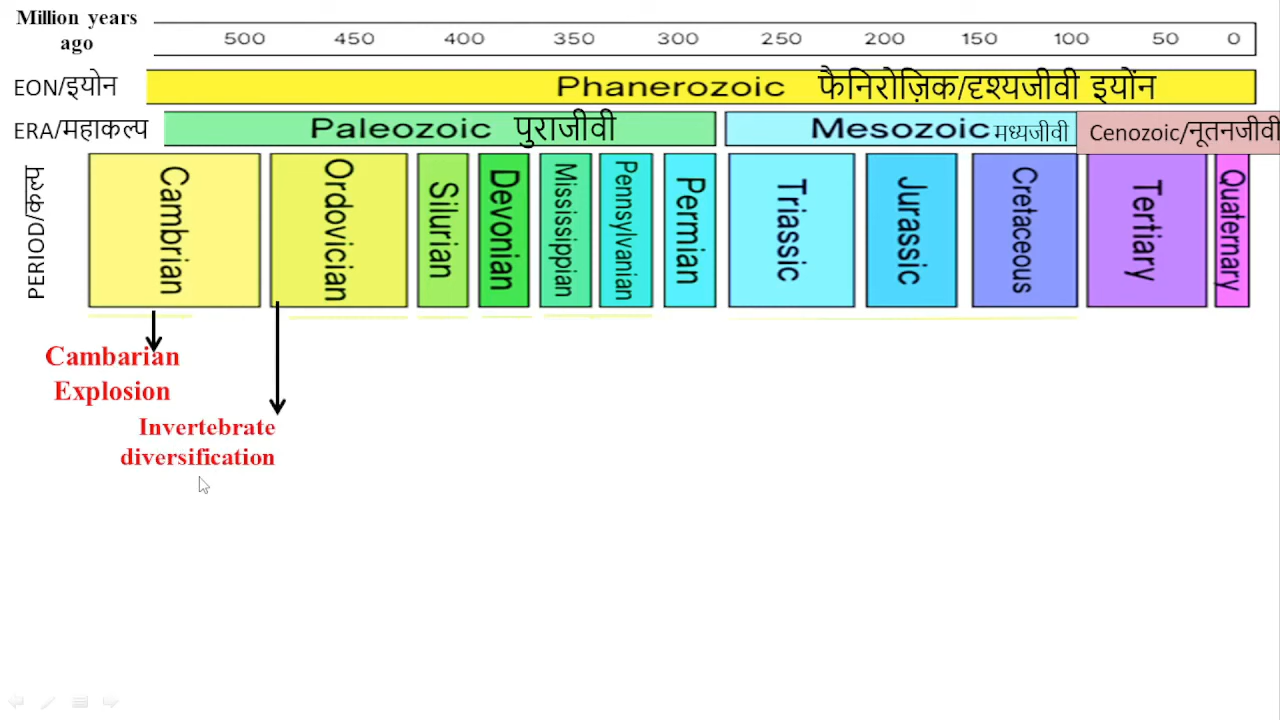 Million years
ago
500 450 400 350 300 250 200 150 100 50 0
EON/इयोन
Phanerozoic फैनिरोज़िक/दृश्यजीवी इयोंन
ERA/महाकल्प
Paleozoic पुराजीवी
Mesozoic मध्यजीवी
Cenozoic/नूतनजीवी
PERIOD/कल्प
Cambrian
Ordovician
Silurian
Devonian
Mississippian
Pennsylvanian
Permian
Triassic
Jurassic
Cretaceous
Tertiary
Quaternary
Cambarian
Explosion
Invertebrate
diversification